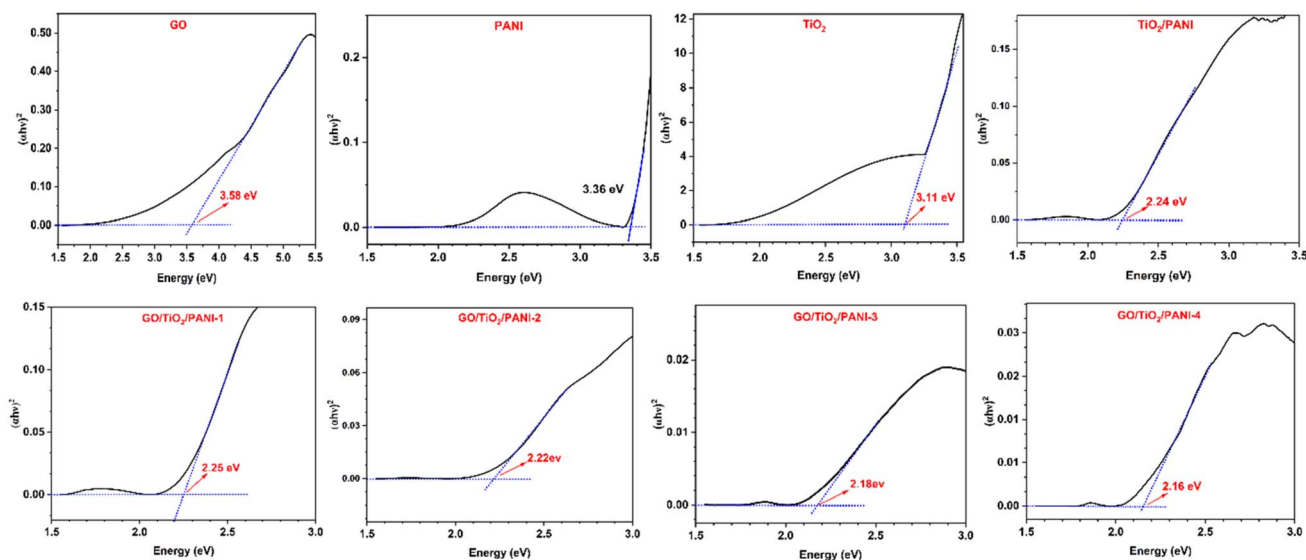 GO
(αhν)²
0.50
0.40
0.30
0.20
0.10
0.00
3.58 eV
1.5 2.0 2.5 3.0 3.5 4.0 4.5 5.0 5.5
Energy (eV)
PANI
(αhν)²
0.2
0.1
0.0
3.36 eV
1.5 2.0 2.5 3.0 3.5
Energy (eV)
TiO₂
(αhν)²
12
10
8
6
4
2
0
3.11 eV
1.5 2.0 2.5 3.0 3.5
Energy (eV)
TiO₂/PANI
(αhν)²
0.15
0.10
0.05
0.00
2.24 eV
1.5 2.0 2.5 3.0 3.5
Energy (eV)
GO/TiO₂/PANI-1
(αhν)²
0.15
0.10
0.05
0.00
2.25 eV
1.5 2.0 2.5 3.0
Energy (eV)
GO/TiO₂/PANI-2
(αhν)²
0.09
0.06
0.03
0.00
2.22ev
1.5 2.0 2.5 3.0
Energy (eV)
GO/TiO₂/PANI-3
(αhν)²
0.02
0.01
0.00
2.18ev
1.5 2.0 2.5 3.0
Energy (eV)
GO/TiO₂/PANI-4
(αhν)²
0.03
0.01
0.01
0.00
2.16 eV
1.5 2.0 2.5 3.0
Energy (eV)